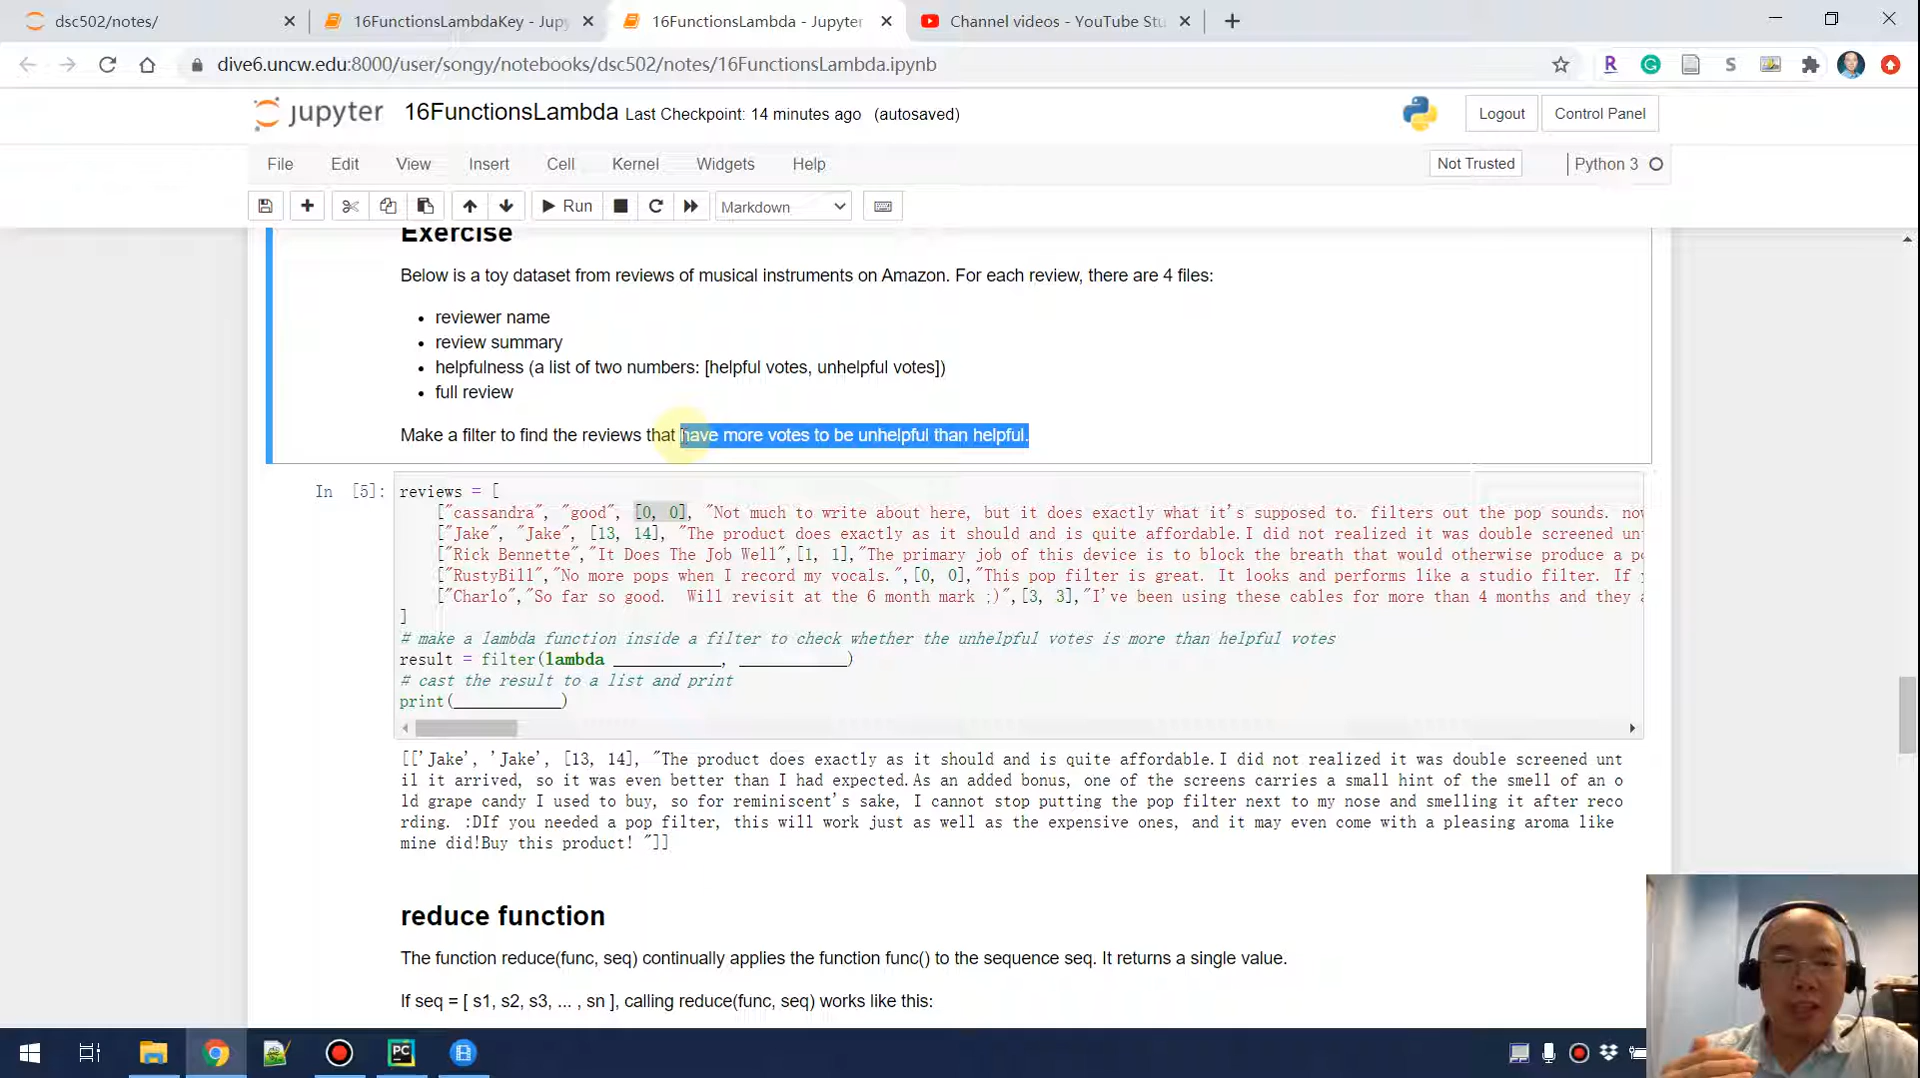 dsc502/notes/
16FunctionsLambdaKey - Jup
16FunctionsLambda - Jupyter
Channel videos - YouTube Stu
dive6.uncw.edu:8000/user/songy/notebooks/dsc502/notes/16FunctionsLambda.ipynb
jupyter 16FunctionsLambda Last Checkpoint: 14 minutes ago (autosaved)
Logout
Control Panel
File Edit View Insert Cell Kernel Widgets Help
Not Trusted
Python 3
Run
Markdown
Exercise
Below is a toy dataset from reviews of musical instruments on Amazon. For each review, there are 4 files:
• reviewer name
• review summary
• helpfulness (a list of two numbers: [helpful votes, unhelpful votes])
• full review
Make a filter to find the reviews that have more votes to be unhelpful than helpful.
In [5]:
reviews = [
["cassandra", "good", [0, 0], "Not much to write about here, but it does exactly what it's supposed to. filters out the pop sounds. now
["Jake", "Jake", [13, 14], "The product does exactly as it should and is quite affordable.I did not realized it was double screened un
["Rick Bennette","It Does The Job Well",[1, 1],"The primary job of this device is to block the breath that would otherwise produce a p
["RustyBill","No more pops when I record my vocals.",[0, 0],"This pop filter is great. It looks and performs like a studio filter. If
["Charlo","So far so good.  Will revisit at the 6 month mark ;)",[3, 3],"I've been using these cables for more than 4 months and they
]
# make a lambda function inside a filter to check whether the unhelpful votes is more than helpful votes
result = filter(lambda __________, __________)
# cast the result to a list and print
print(__________)
[['Jake', 'Jake', [13, 14], "The product does exactly as it should and is quite affordable.I did not realized it was double screened unt
il it arrived, so it was even better than I had expected.As an added bonus, one of the screens carries a small hint of the smell of an o
ld grape candy I used to buy, so for reminiscent's sake, I cannot stop putting the pop filter next to my nose and smelling it after reco
rding. :DIf you needed a pop filter, this will work just as well as the expensive ones, and it may even come with a pleasing aroma like
mine did!Buy this product! "]]
reduce function
The function reduce(func, seq) continually applies the function func() to the sequence seq. It returns a single value.
If seq = [ s1, s2, s3, ... , sn ], calling reduce(func, seq) works like this: